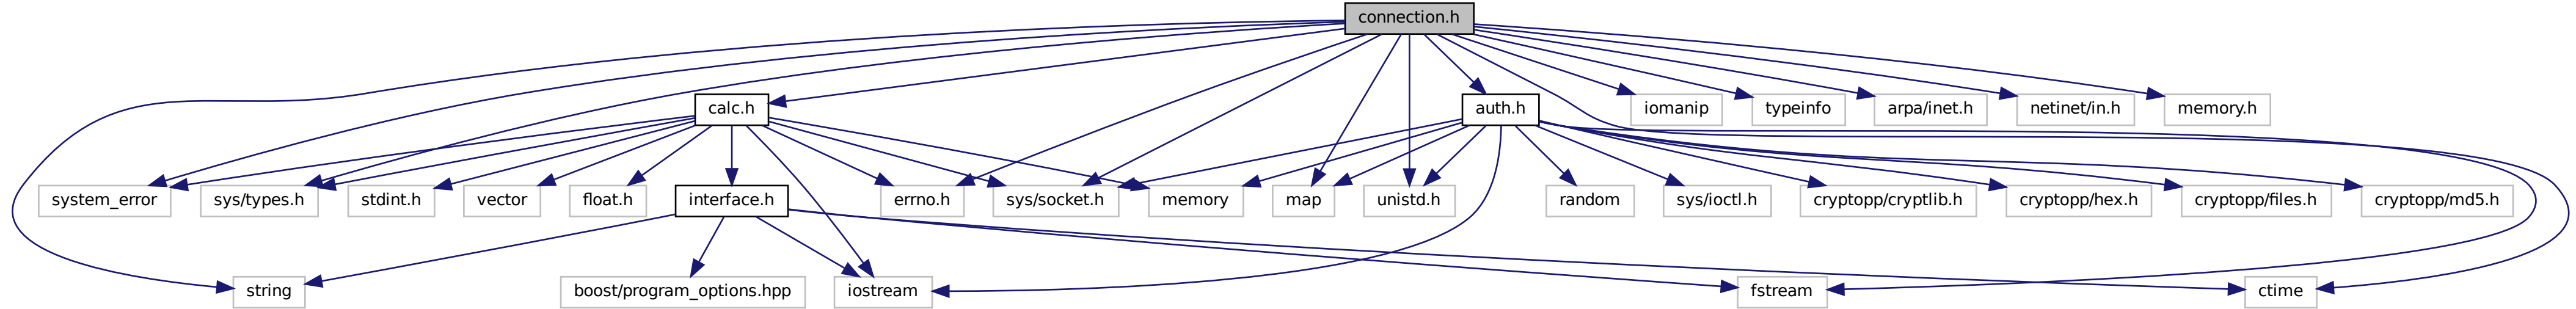 connection.h
calc.h
auth.h
iomanip
typeinfo
arpa/inet.h
netinet/in.h
memory.h
system_error
sys/types.h
stdint.h
vector
float.h
interface.h
errno.h
sys/socket.h
memory
map
unistd.h
random
sys/ioctl.h
cryptopp/cryptlib.h
cryptopp/hex.h
cryptopp/files.h
cryptopp/md5.h
string
boost/program_options.hpp
iostream
fstream
ctime